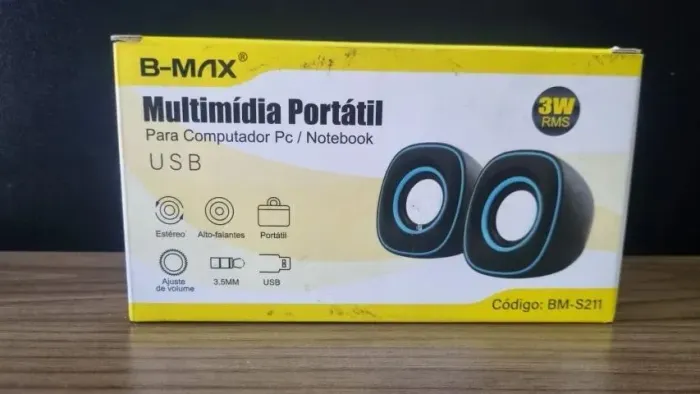 B-MAX®
Multimídia Portátil
Para Computador Pc / Notebook
USB
3W
RMS
Estéreo
Alto-falantes
Portátil
Ajuste
de volume
3.5MM
USB
Código: BM-S211